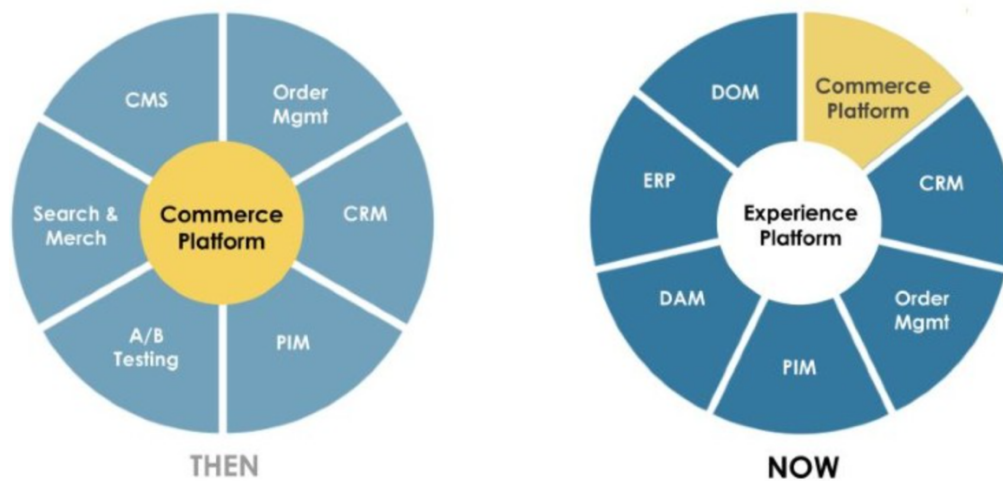 CMS
Order
Mgmt
Search &
Merch
Commerce
Platform
CRM
A/B
Testing
PIM
THEN
DOM
Commerce
Platform
ERP
Experience
Platform
CRM
DAM
Order
Mgmt
PIM
NOW